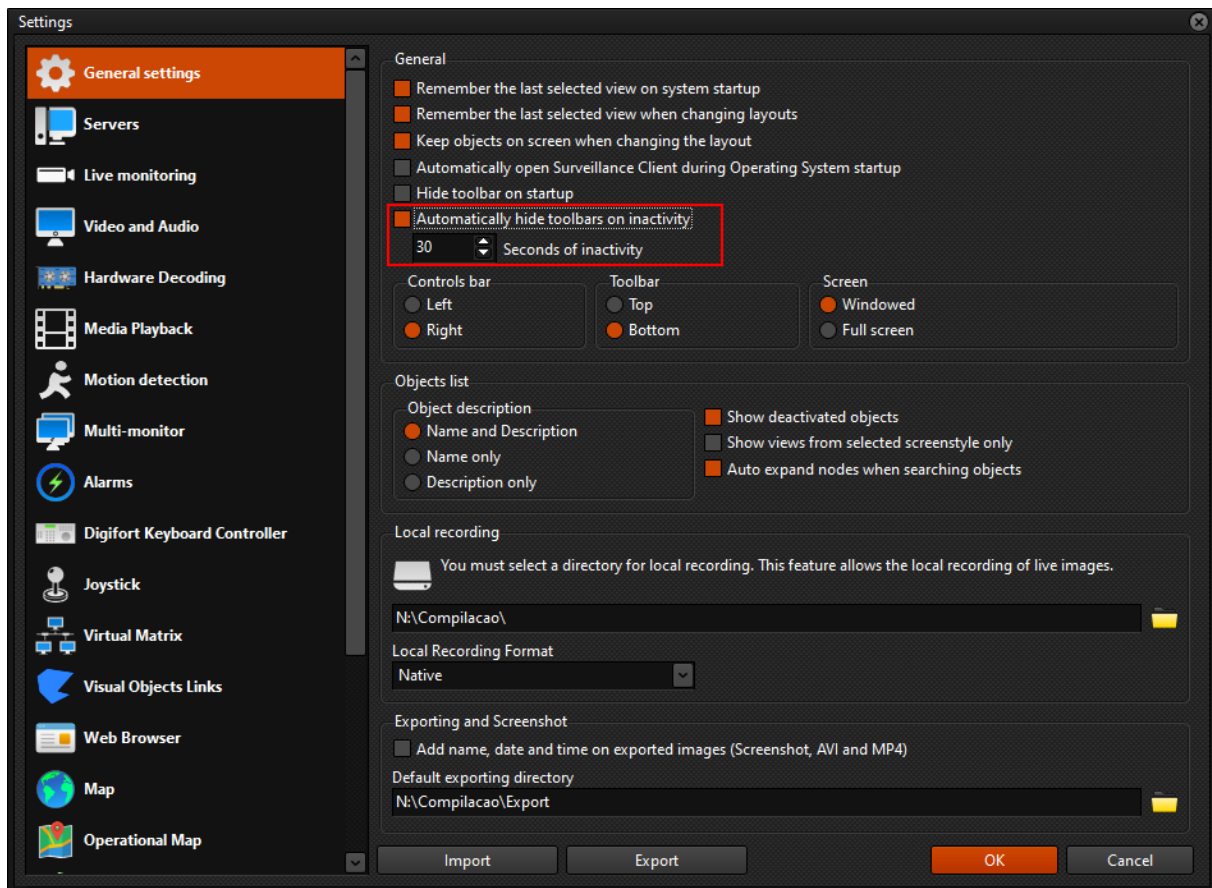 Settings
General settings
Servers
Live monitoring
Video and Audio
Hardware Decoding
Media Playback
Motion detection
Multi-monitor
Alarms
Digifort Keyboard Controller
Joystick
Virtual Matrix
Visual Objects Links
Web Browser
Map
Operational Map
General
Remember the last selected view on system startup
Remember the last selected view when changing layouts
Keep objects on screen when changing the layout
Automatically open Surveillance Client during Operating System startup
Hide toolbar on startup
Automatically hide toolbars on inactivity
30 Seconds of inactivity
Controls bar
Left
Right
Toolbar
Top
Bottom
Screen
Windowed
Full screen
Objects list
Object description
Name and Description
Name only
Description only
Show deactivated objects
Show views from selected screenstyle only
Auto expand nodes when searching objects
Local recording
You must select a directory for local recording. This feature allows the local recording of live images.
N:\Compilacao\
Local Recording Format
Native
Exporting and Screenshot
Add name, date and time on exported images (Screenshot, AVI and MP4)
Default exporting directory
N:\Compilacao\Export
Import
Export
OK
Cancel